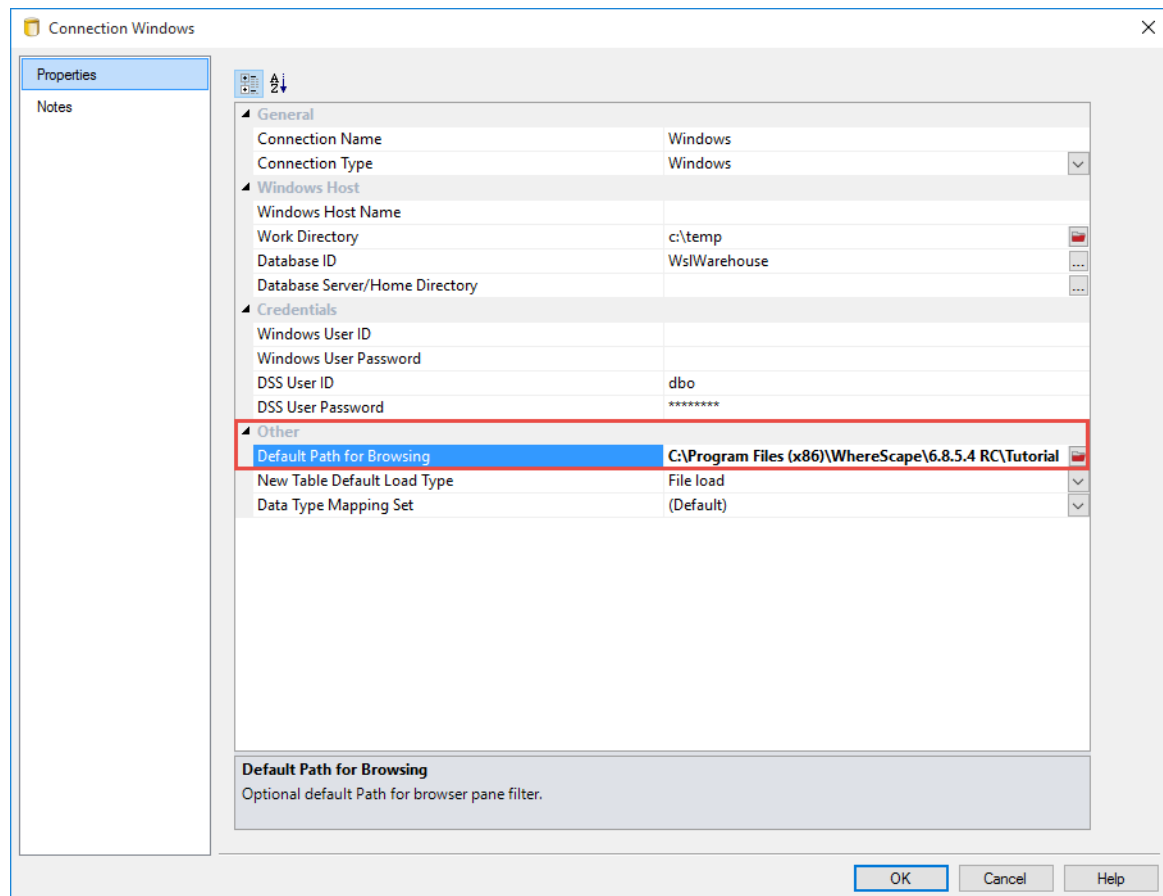 Connection Windows
Properties
Notes
General
Connection Name Windows
Connection Type Windows
Windows Host
Windows Host Name
Work Directory c:\temp
Database ID WslWarehouse
...
Database Server/Home Directory
...
Credentials
Windows User ID
Windows User Password
DSS User ID dbo
DSS User Password ********
Other
Default Path for Browsing C:\Program Files (x86)\WhereScape\6.8.5.4 RC\Tutorial
New Table Default Load Type File load
Data Type Mapping Set (Default)
Default Path for Browsing
Optional default Path for browser pane filter.
OK Cancel Help